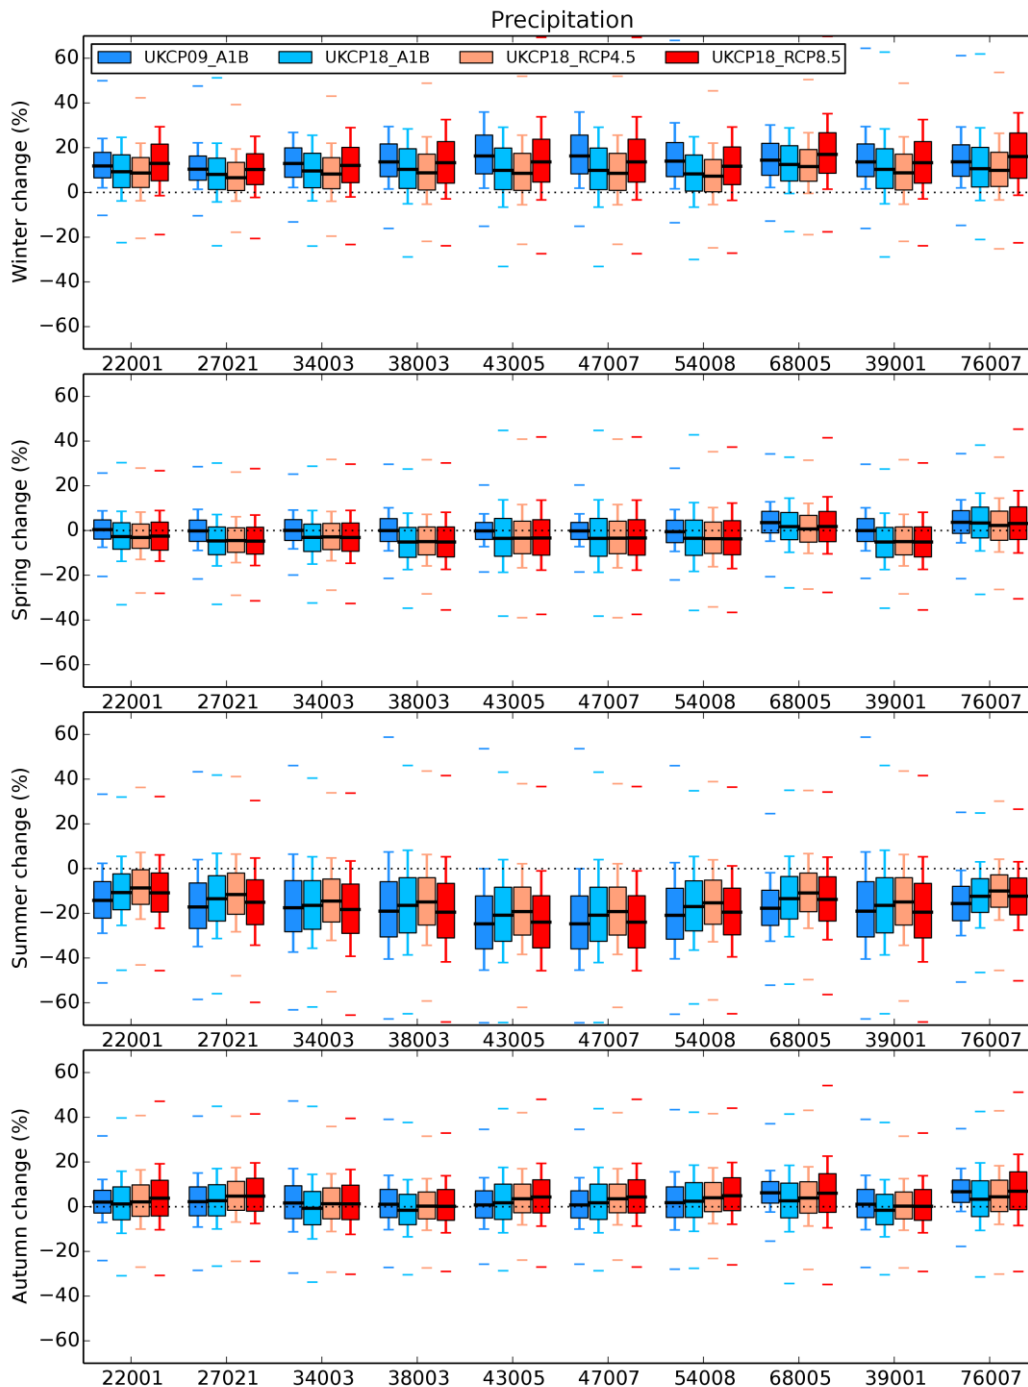 Precipitation
UKCP09_A1B UKCP18_A1B UKCP18_RCP4.5 UKCP18_RCP8.5
Winter change (%)
60
40
20
0
−20
−40
−60
22001 27021 34003 38003 43005 47007 54008 68005 39001 76007
Spring change (%)
60
40
20
0
−20
−40
−60
22001 27021 34003 38003 43005 47007 54008 68005 39001 76007
Summer change (%)
60
40
20
0
−20
−40
−60
22001 27021 34003 38003 43005 47007 54008 68005 39001 76007
Autumn change (%)
60
40
20
0
−20
−40
−60
22001 27021 34003 38003 43005 47007 54008 68005 39001 76007